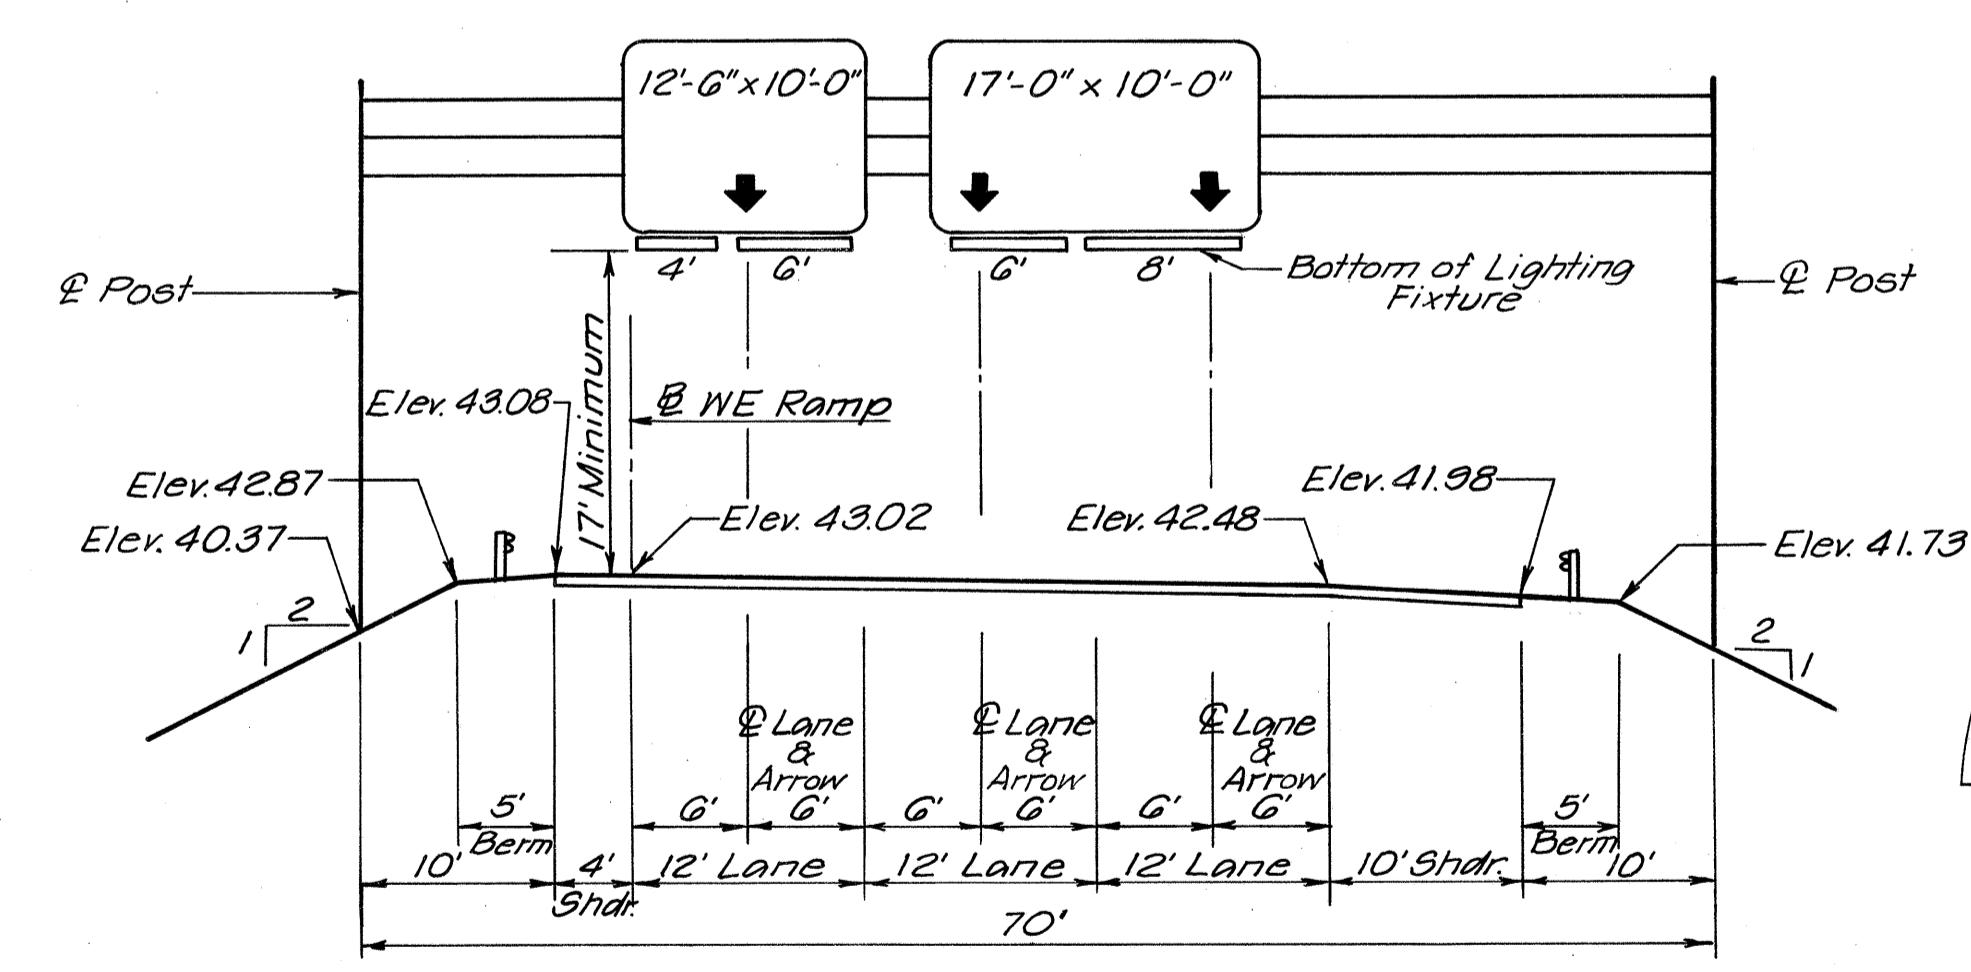 12'-6" x 10'-0"
17'-0" x 10'-0"
4'
6'
6'
8'
Bottom of Lighting
Fixture
℄ Post
℄ Post
17' Minimum
Elev. 43.08
℄ WE Ramp
Elev. 42.87
Elev. 43.02
Elev. 42.48
Elev. 41.98
Elev. 40.37
Elev. 41.73
2
1
2
1
℄ Lane
&
Arrow
℄ Lane
&
Arrow
℄ Lane
&
Arrow
5'
Berm
6'
6'
6'
6'
6'
6'
5'
Berm
10'
4'
Shdr.
12' Lane
12' Lane
12' Lane
10' Shdr.
10'
70'